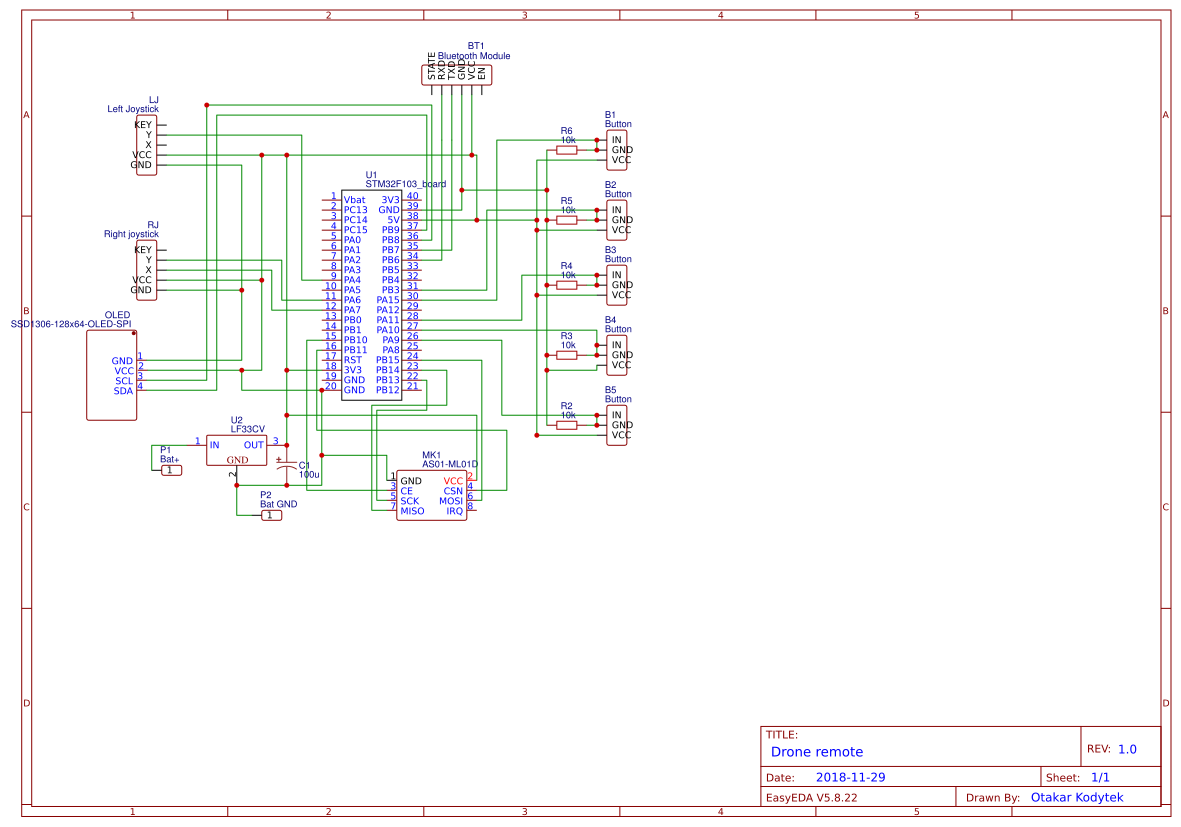 1 2 3 4 5
A
B
C
D
BT1
Bluetooth Module
STATE
RXD
TXD
GND
VCC
EN
LJ
Left Joystick
KEY
Y
X
VCC
GND
RJ
Right joystick
KEY
Y
X
VCC
GND
OLED
SSD1306-128x64-OLED-SPI
GND 1
VCC 2
SCL 3
SDA 4
U1
STM32F103_board
1 Vbat 3V3 40
2 PC13 GND 39
3 PC14 5V 38
4 PC15 PB9 37
5 PA0 PB8 36
6 PA1 PB7 35
7 PA2 PB6 34
8 PA3 PB5 33
9 PA4 PB4 32
10 PA5 PB3 31
11 PA6 PA15 30
12 PA7 PA12 29
13 PB0 PA11 28
14 PB1 PA10 27
15 PB10 PA9 26
16 PB11 PA8 25
17 RST PB15 24
18 3V3 PB14 23
19 GND PB13 22
20 GND PB12 21
B1
Button
R6
10k
IN
GND
VCC
B2
Button
R5
10k
IN
GND
VCC
B3
Button
R4
10k
IN
GND
VCC
B4
Button
R3
10k
IN
GND
VCC
B5
Button
R2
10k
IN
GND
VCC
U2
LF33CV
1 IN OUT 3
GND
2
P1
Bat+
1
C1
100u
+
P2
Bat GND
1
MK1
AS01-ML01D
1 GND VCC 2
3 CE CSN 4
5 SCK MOSI 6
7 MISO IRQ 8
A
B
C
D
TITLE:
Drone remote
REV: 1.0
Date: 2018-11-29 Sheet: 1/1
EasyEDA V5.8.22 Drawn By: Otakar Kodytek
1 2 3 4 5